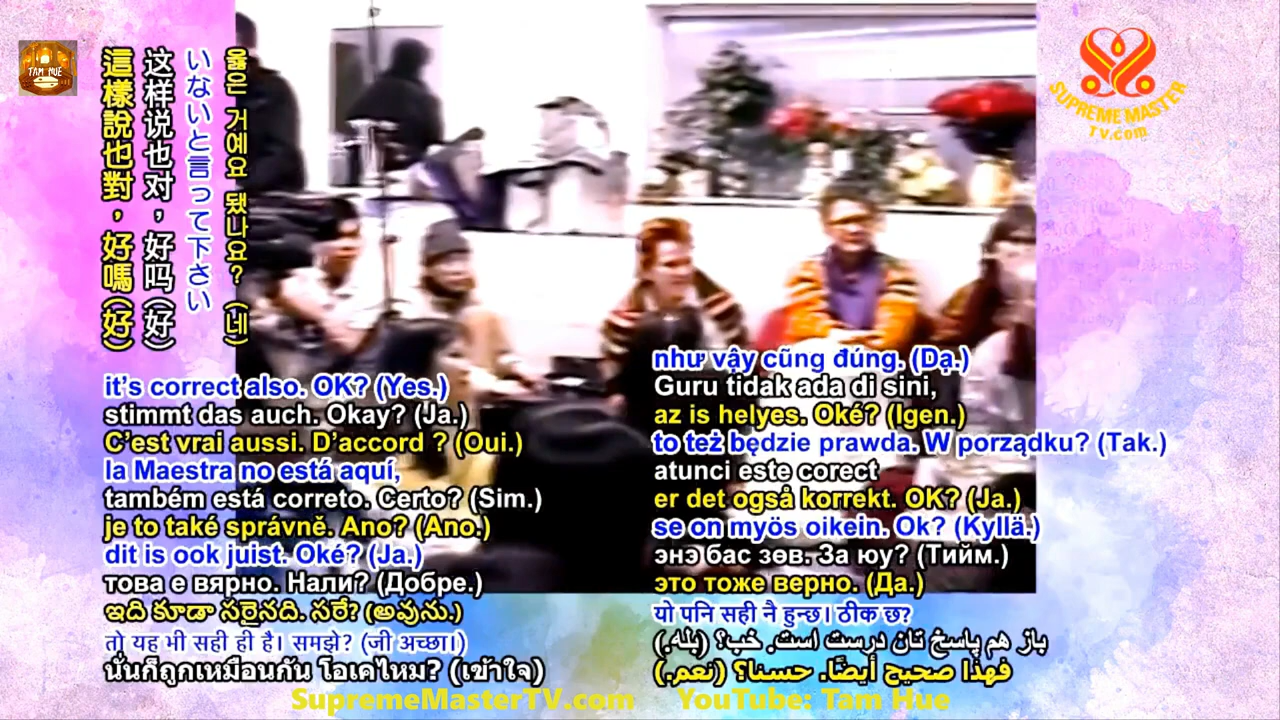 TAM HUE
SUPREME MASTER
TV.com
옳은 거예요 됐나요? (네)
いないと言って下さい
这样说也对，好吗(好)
這樣說也對，好嗎(好)
it's correct also. OK? (Yes.)
stimmt das auch. Okay? (Ja.)
C'est vrai aussi. D'accord ? (Oui.)
la Maestra no está aquí,
também está correto. Certo? (Sim.)
je to také správně. Ano? (Ano.)
dit is ook juist. Oké? (Ja.)
това е вярно. Нали? (Добре.)
ఇది కూడా సరైనది. సరే? (అవును.)
तो यह भी सही ही है। समझे? (जी अच्छा।)
นั่นก็ถูกเหมือนกัน โอเคไหม? (เข้าใจ)
như vậy cũng đúng. (Dạ.)
Guru tidak ada di sini,
az is helyes. Oké? (Igen.)
to też będzie prawda. W porządku? (Tak.)
atunci este corect
er det også korrekt. OK? (Ja.)
se on myös oikein. Ok? (Kyllä.)
энэ бас зөв. За юу? (Тийм.)
это тоже верно. (Да.)
यो पनि सही नै हुन्छ। ठीक छ?
باز هم پاسخ تان درست است. خب؟ (بله.)
فهذا صحيح أيضًا. حسنا؟ (نعم.)
SupremeMasterTV.com
YouTube: Tam Hue